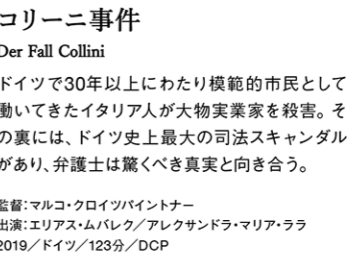 コリーニ事件
Der Fall Collini
ドイツで30年以上にわたり模範的市民として
働いてきたイタリア人が大物実業家を殺害。そ
の裏には、ドイツ史上最大の司法スキャンダル
があり、弁護士は驚くべき真実と向き合う。
監督：マルコ・クロイツパイントナー
出演：エリアス・ムバレク／アレクサンドラ・マリア・ララ
2019／ドイツ／123分／DCP